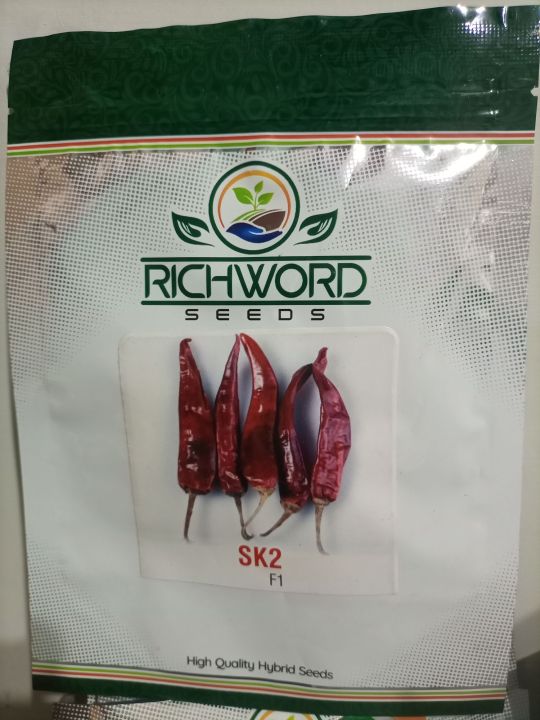 RICHWORD
SEEDS
SK2
F1
High Quality Hybrid Seeds